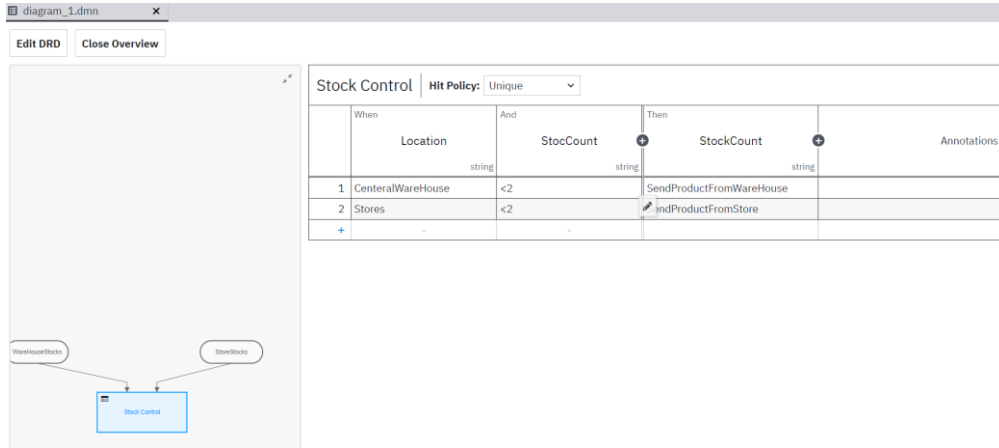 diagram_1.dmn
Edit DRD Close Overview
Stock Control Hit Policy: Unique
When And Then
Location StocCount StockCount Annotations
string string string
1 CenteralWareHouse <2 SendProductFromWareHouse
2 Stores <2 endProductFromStore
+ - -
WareHouseStocks StoreStocks
Stock Control